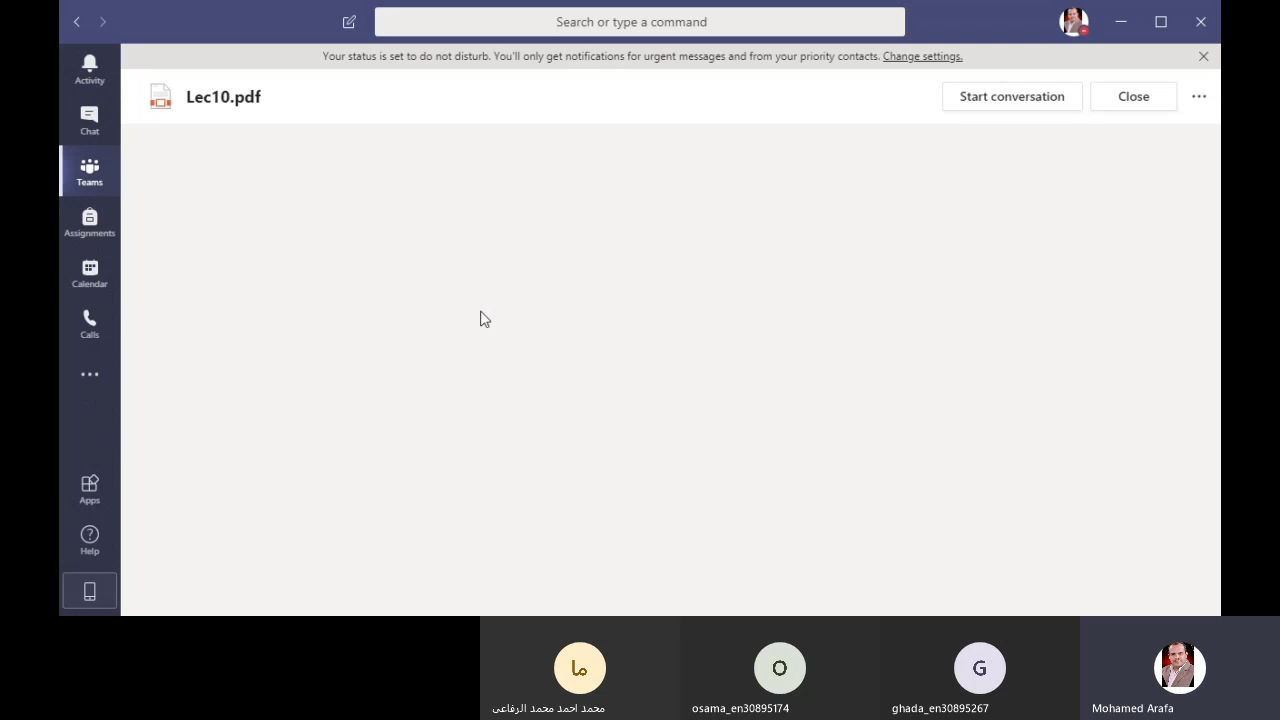 Search or type a command
Your status is set to do not disturb. You'll only get notifications for urgent messages and from your priority contacts. Change settings.
Activity
Chat
Teams
Assignments
Calendar
Calls
Apps
Help
Lec10.pdf
Start conversation
Close
ما
محمد احمد محمد الرفاعى
O
osama_en30895174
G
ghada_en30895267
Mohamed Arafa